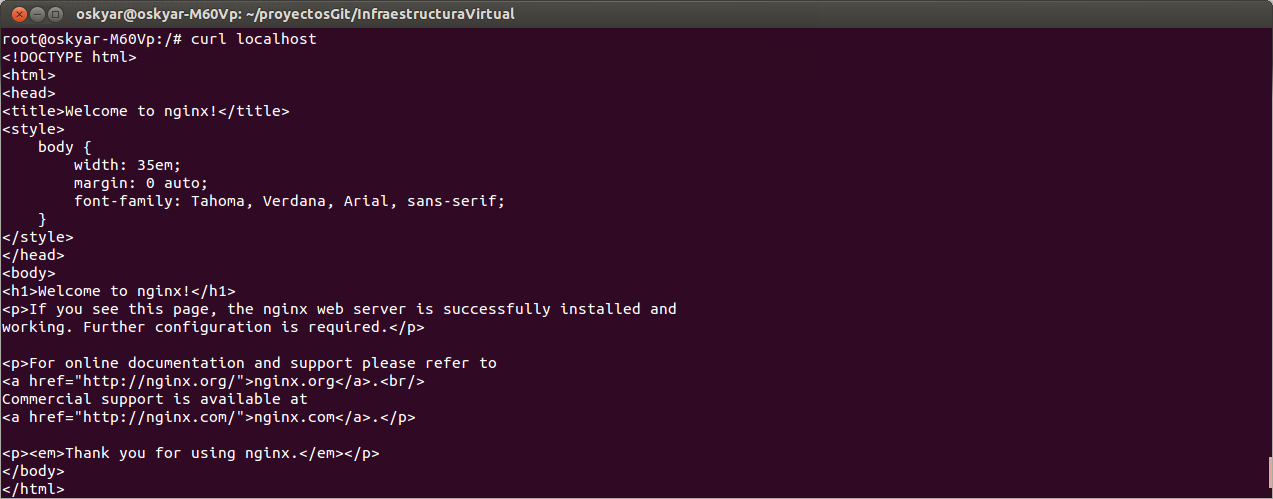 oskyar@oskyar-M60Vp: ~/proyectosGit/InfraestructuraVirtual
root@oskyar-M60Vp:/# curl localhost
<!DOCTYPE html>
<html>
<head>
<title>Welcome to nginx!</title>
<style>
    body {
        width: 35em;
        margin: 0 auto;
        font-family: Tahoma, Verdana, Arial, sans-serif;
    }
</style>
</head>
<body>
<h1>Welcome to nginx!</h1>
<p>If you see this page, the nginx web server is successfully installed and
working. Further configuration is required.</p>

<p>For online documentation and support please refer to
<a href="http://nginx.org/">nginx.org</a>.<br/>
Commercial support is available at
<a href="http://nginx.com/">nginx.com</a>.</p>

<p><em>Thank you for using nginx.</em></p>
</body>
</html>